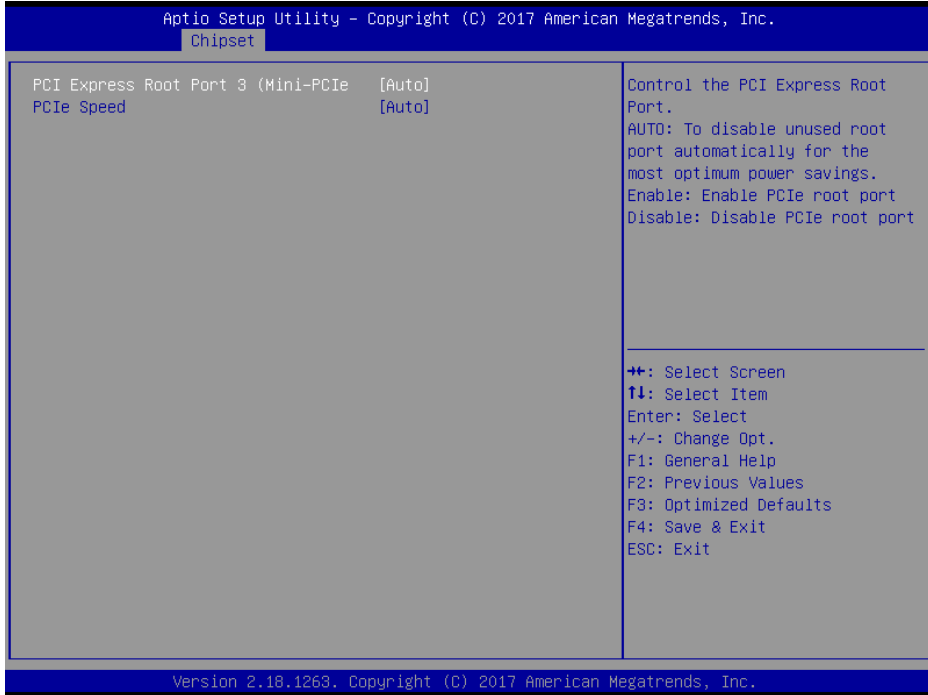 Aptio Setup Utility – Copyright (C) 2017 American Megatrends, Inc.
Chipset
PCI Express Root Port 3 (Mini-PCIe [Auto]
PCIe Speed [Auto]
Control the PCI Express Root
Port.
AUTO: To disable unused root
port automatically for the
most optimum power savings.
Enable: Enable PCIe root port
Disable: Disable PCIe root port
→←: Select Screen
↑↓: Select Item
Enter: Select
+/-: Change Opt.
F1: General Help
F2: Previous Values
F3: Optimized Defaults
F4: Save & Exit
ESC: Exit
Version 2.18.1263. Copyright (C) 2017 American Megatrends, Inc.